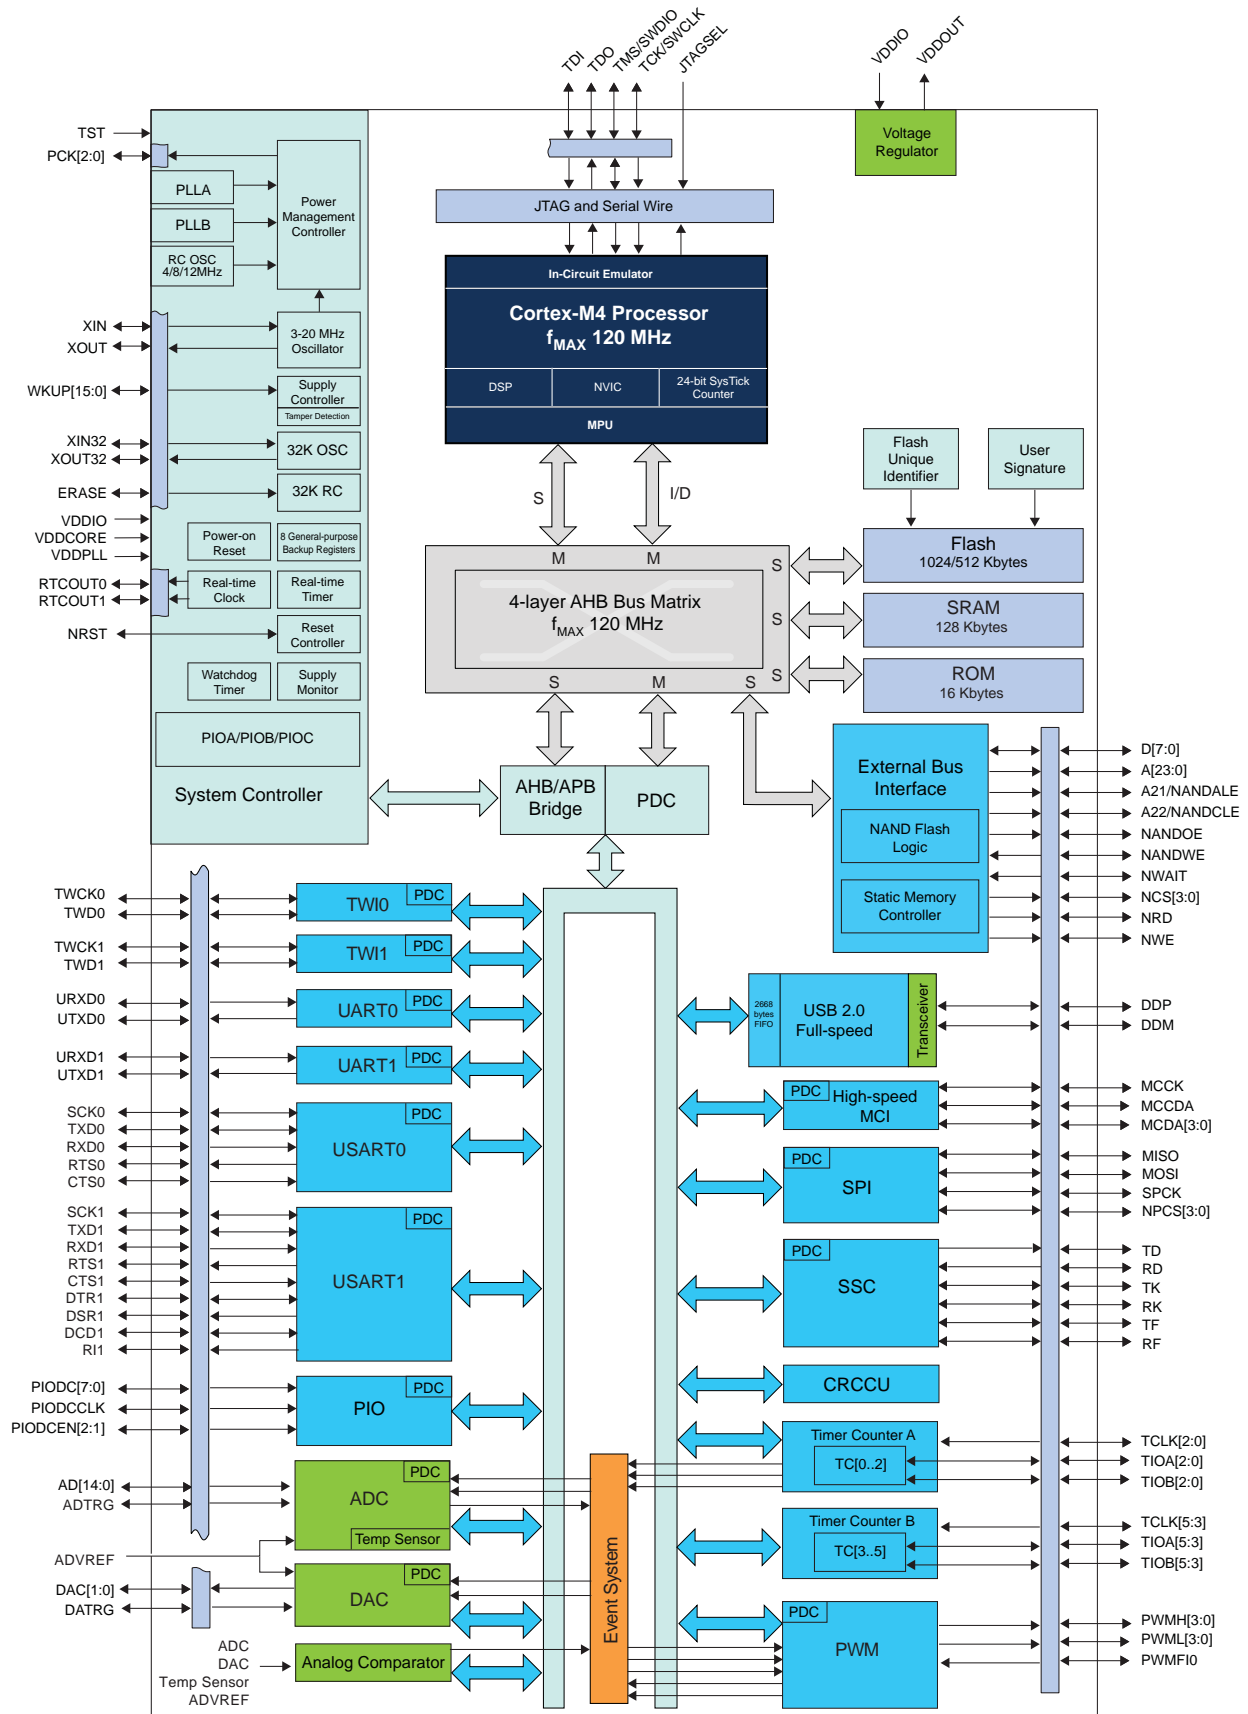 TDI
TDO
TMS/SWDIO
TCK/SWCLK
JTAGSEL
VDDIO
VDDOUT
Voltage
Regulator
TST
PCK[2:0]
PLLA
PLLB
RC OSC
4/8/12MHz
Power
Management
Controller
XIN
XOUT
3-20 MHz
Oscillator
WKUP[15:0]
Supply
Controller
Tamper Detection
XIN32
XOUT32
32K OSC
ERASE
32K RC
VDDIO
VDDCORE
VDDPLL
Power-on
Reset
8 General-purpose
Backup Registers
RTCOUT0
RTCOUT1
Real-time
Clock
Real-time
Timer
NRST
Reset
Controller
Watchdog
Timer
Supply
Monitor
PIOA/PIOB/PIOC
System Controller
JTAG and Serial Wire
In-Circuit Emulator
Cortex-M4 Processor
fMAX 120 MHz
DSP
NVIC
24-bit SysTick
Counter
MPU
S
I/D
M
M
4-layer AHB Bus Matrix
fMAX 120 MHz
S
S
S
S
M
S
Flash
Unique
Identifier
User
Signature
Flash
1024/512 Kbytes
SRAM
128 Kbytes
ROM
16 Kbytes
AHB/APB
Bridge
PDC
External Bus
Interface
NAND Flash
Logic
Static Memory
Controller
D[7:0]
A[23:0]
A21/NANDALE
A22/NANDCLE
NANDOE
NANDWE
NWAIT
NCS[3:0]
NRD
NWE
TWCK0
TWD0
PDC
TWI0
TWCK1
TWD1
PDC
TWI1
URXD0
UTXD0
PDC
UART0
URXD1
UTXD1
PDC
UART1
SCK0
TXD0
RXD0
RTS0
CTS0
PDC
USART0
SCK1
TXD1
RXD1
RTS1
CTS1
DTR1
DSR1
DCD1
RI1
PDC
USART1
PIODC[7:0]
PIODCCLK
PIODCEN[2:1]
PDC
PIO
AD[14:0]
ADTRG
PDC
ADC
Temp Sensor
ADVREF
DAC[1:0]
DATRG
PDC
DAC
ADC
DAC
Temp Sensor
ADVREF
Analog Comparator
Event System
2668
bytes
FIFO
USB 2.0
Full-speed
Transceiver
DDP
DDM
PDC
High-speed
MCI
MCCK
MCCDA
MCDA[3:0]
PDC
SPI
MISO
MOSI
SPCK
NPCS[3:0]
PDC
SSC
TD
RD
TK
RK
TF
RF
CRCCU
Timer Counter A
TC[0..2]
TCLK[2:0]
TIOA[2:0]
TIOB[2:0]
Timer Counter B
TC[3..5]
TCLK[5:3]
TIOA[5:3]
TIOB[5:3]
PDC
PWM
PWMH[3:0]
PWML[3:0]
PWMFI0